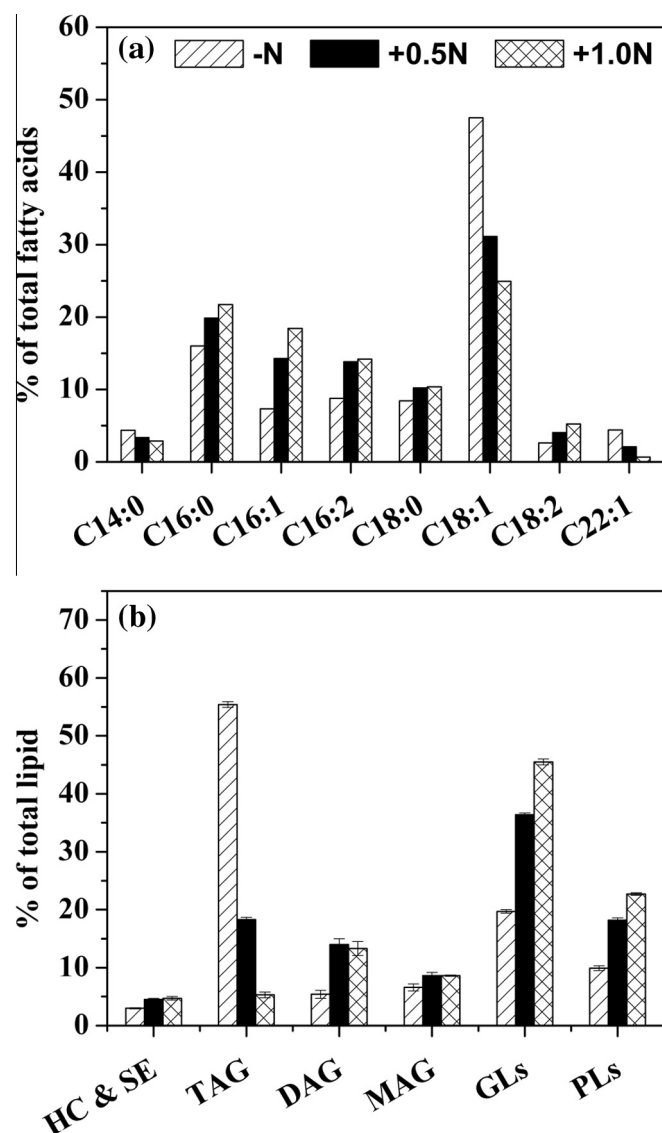 (a) -N +0.5N +1.0N
60
50
40
30
20
10
0
% of total fatty acids
C14:0 C16:0 C16:1 C16:2 C18:0 C18:1 C18:2 C22:1
(b)
70
60
50
40
30
20
10
0
% of total lipid
HC & SE TAG DAG MAG GLs PLs